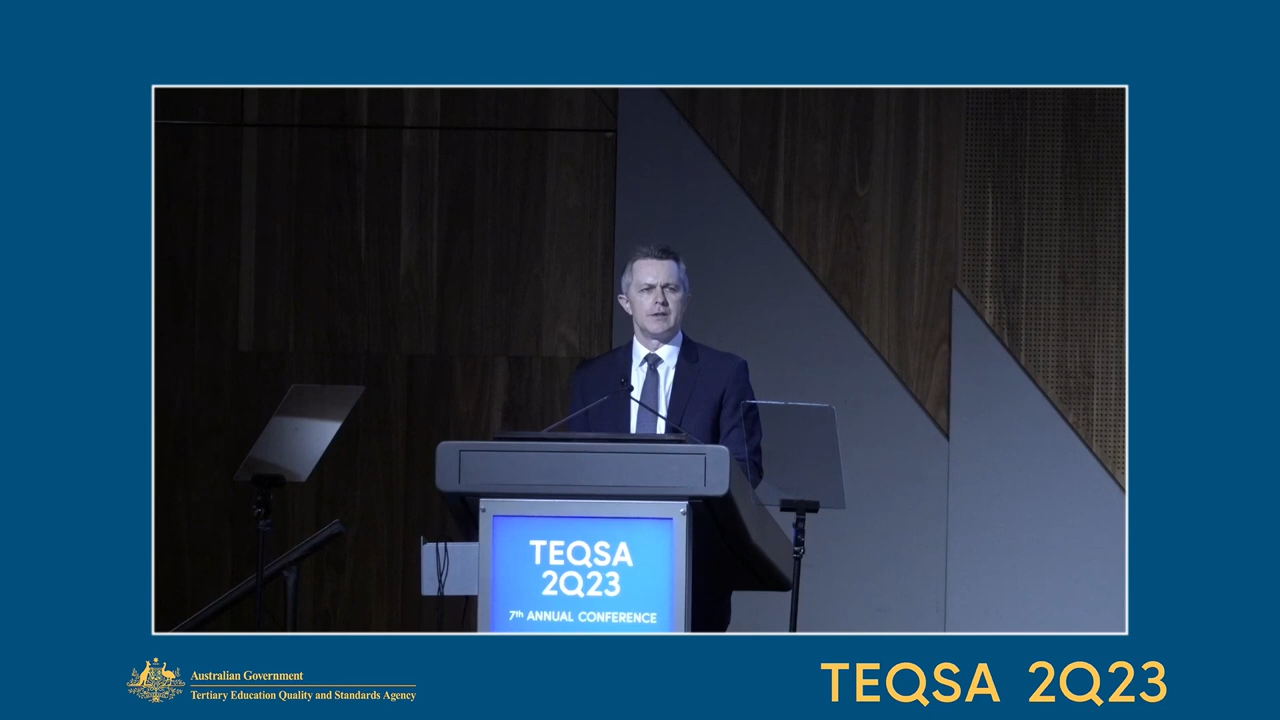 TEQSA
2Q23
7th ANNUAL CONFERENCE
Australian Government
Tertiary Education Quality and Standards Agency
TEQSA 2Q23